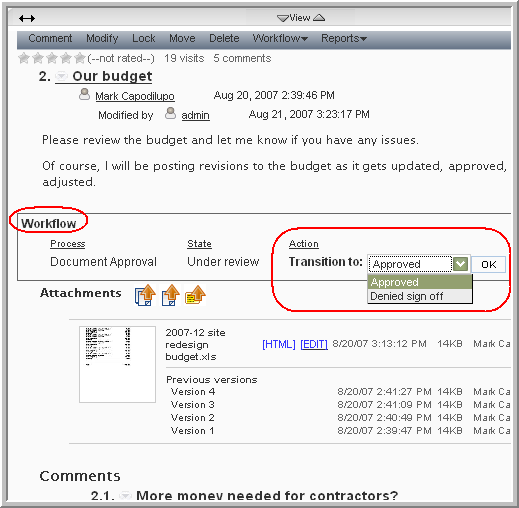 View
Comment Modify Lock Move Delete Workflow Reports
(--not rated--) 19 visits 5 comments
2. Our budget
Mark Capodilupo Aug 20, 2007 2:39:46 PM
Modified by admin Aug 21, 2007 3:23:17 PM
Please review the budget and let me know if you have any issues.
Of course, I will be posting revisions to the budget as it gets updated, approved,
adjusted.
Workflow
Process State Action
Document Approval Under review Transition to: Approved OK
Approved
Denied sign off
Attachments
2007-12 site
redesign
budget.xls
[HTML] [EDIT] 8/20/07 3:13:12 PM 14KB Mark Ca
Previous versions
Version 4 8/20/07 2:41:27 PM 14KB Mark Ca
Version 3 8/20/07 2:41:09 PM 14KB Mark Ca
Version 2 8/20/07 2:40:49 PM 14KB Mark Ca
Version 1 8/20/07 2:39:47 PM 14KB Mark Ca
Comments
2.1. More money needed for contractors?